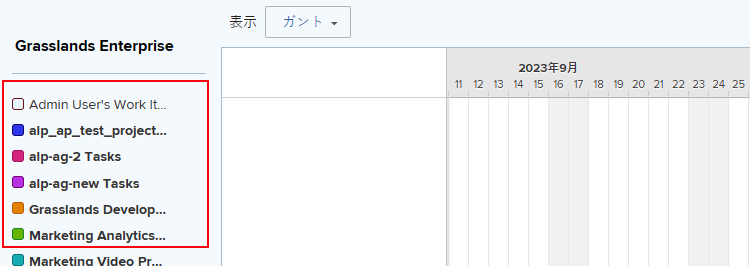 表示 ガント
Grasslands Enterprise
2023年9月
11 12 13 14 15 16 17 18 19 20 21 22 23 24 25
Admin User's Work It...
alp_ap_test_project...
alp-ag-2 Tasks
alp-ag-new Tasks
Grasslands Develop...
Marketing Analytics...
Marketing Video Pr...